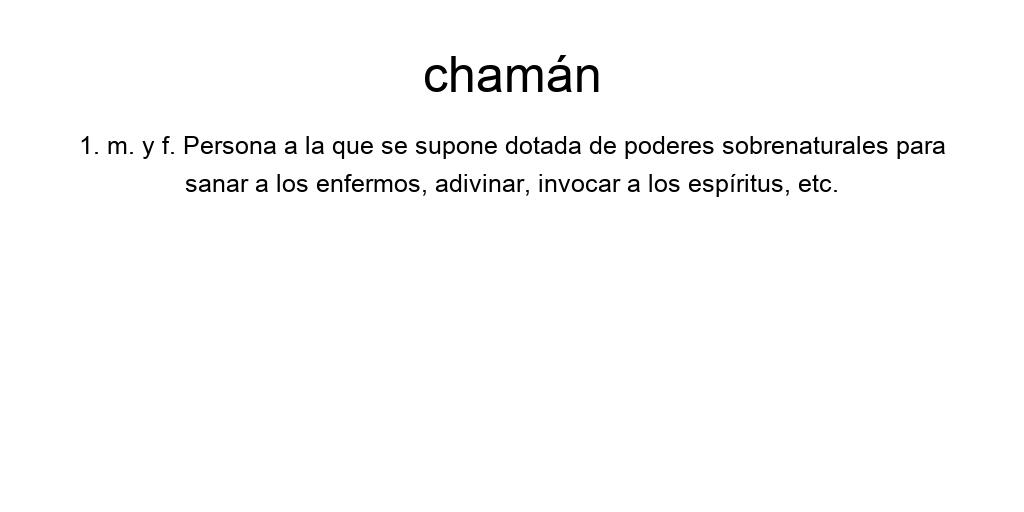 chamán
1. m. y f. Persona a la que se supone dotada de poderes sobrenaturales para
sanar a los enfermos, adivinar, invocar a los espíritus, etc.